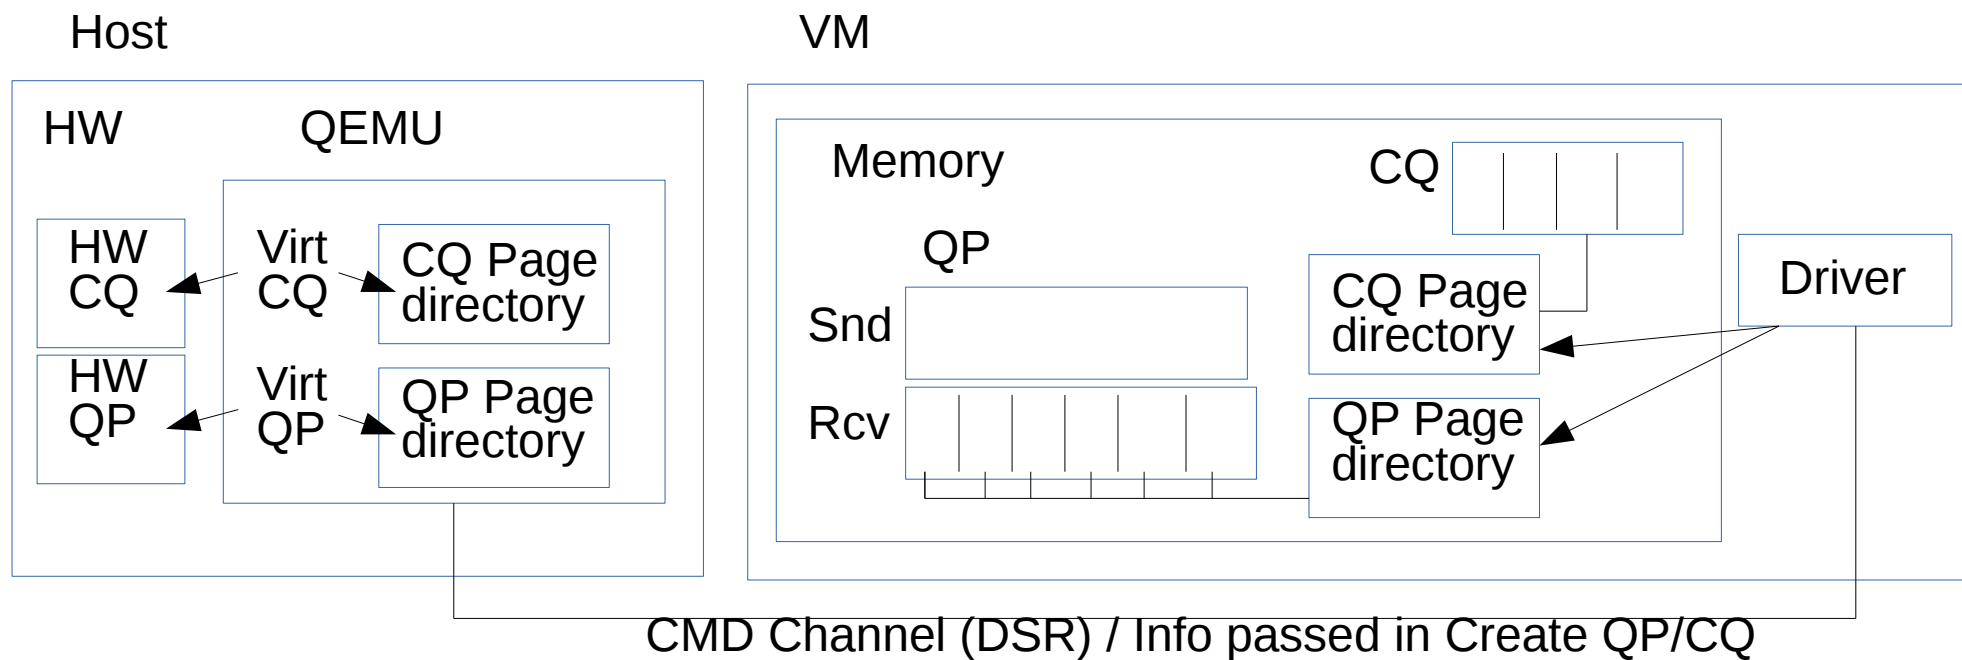 Host
VM
HW
QEMU
HW
CQ
Virt
CQ
CQ Page
directory
HW
QP
Virt
QP
QP Page
directory
Memory
CQ
QP
Snd
Rcv
CQ Page
directory
QP Page
directory
Driver
CMD Channel (DSR) / Info passed in Create QP/CQ